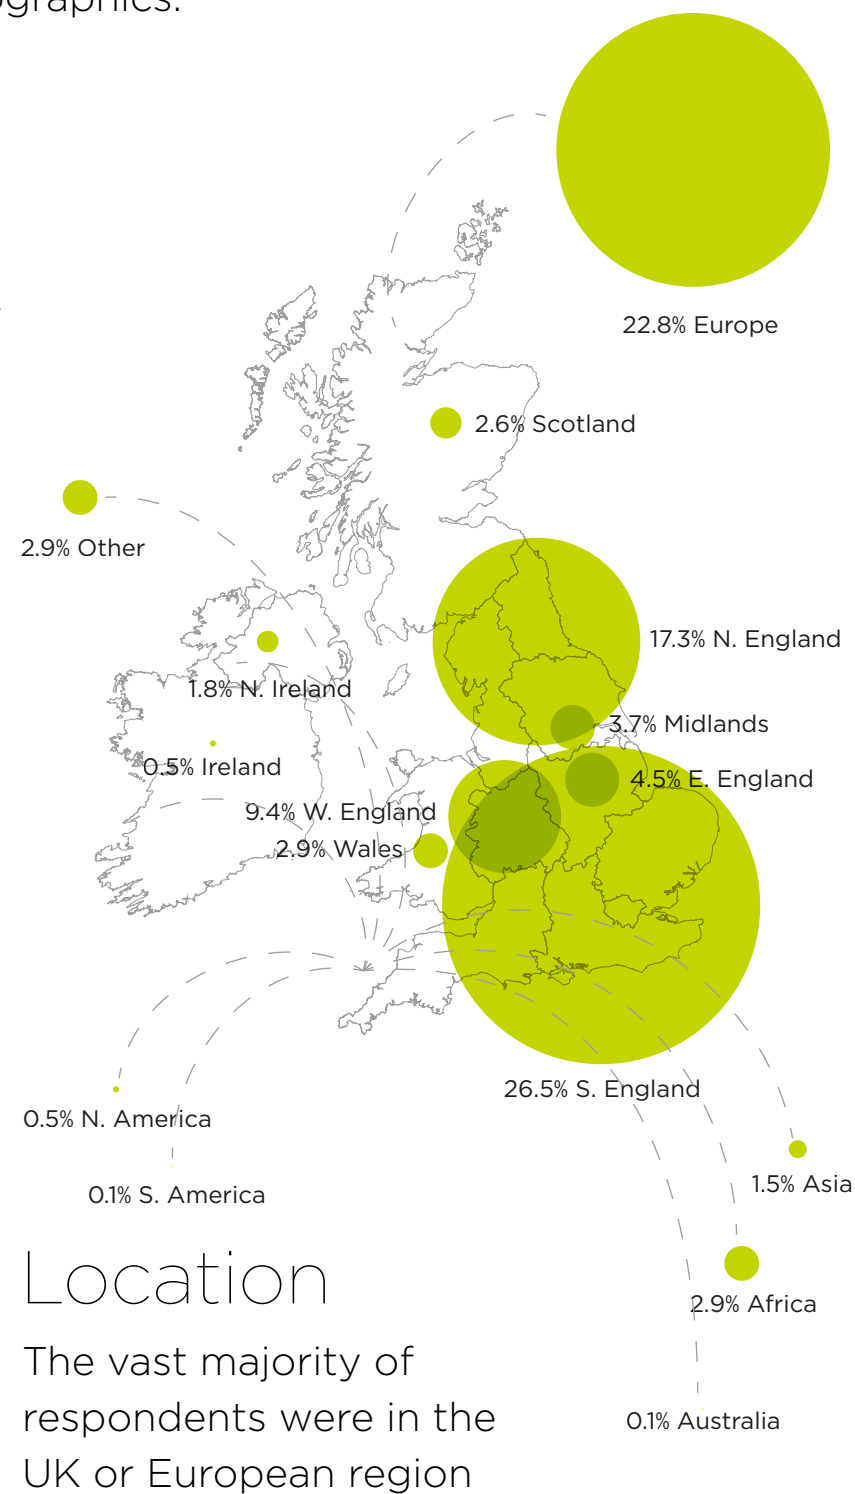 22.8% Europe
2.6% Scotland
2.9% Other
17.3% N. England
1.8% N. Ireland
3.7% Midlands
0.5% Ireland
4.5% E. England
9.4% W. England
2.9% Wales
26.5% S. England
0.5% N. America
1.5% Asia
0.1% S. America
Location
2.9% Africa
The vast majority of
respondents were in the
0.1% Australia
UK or European region